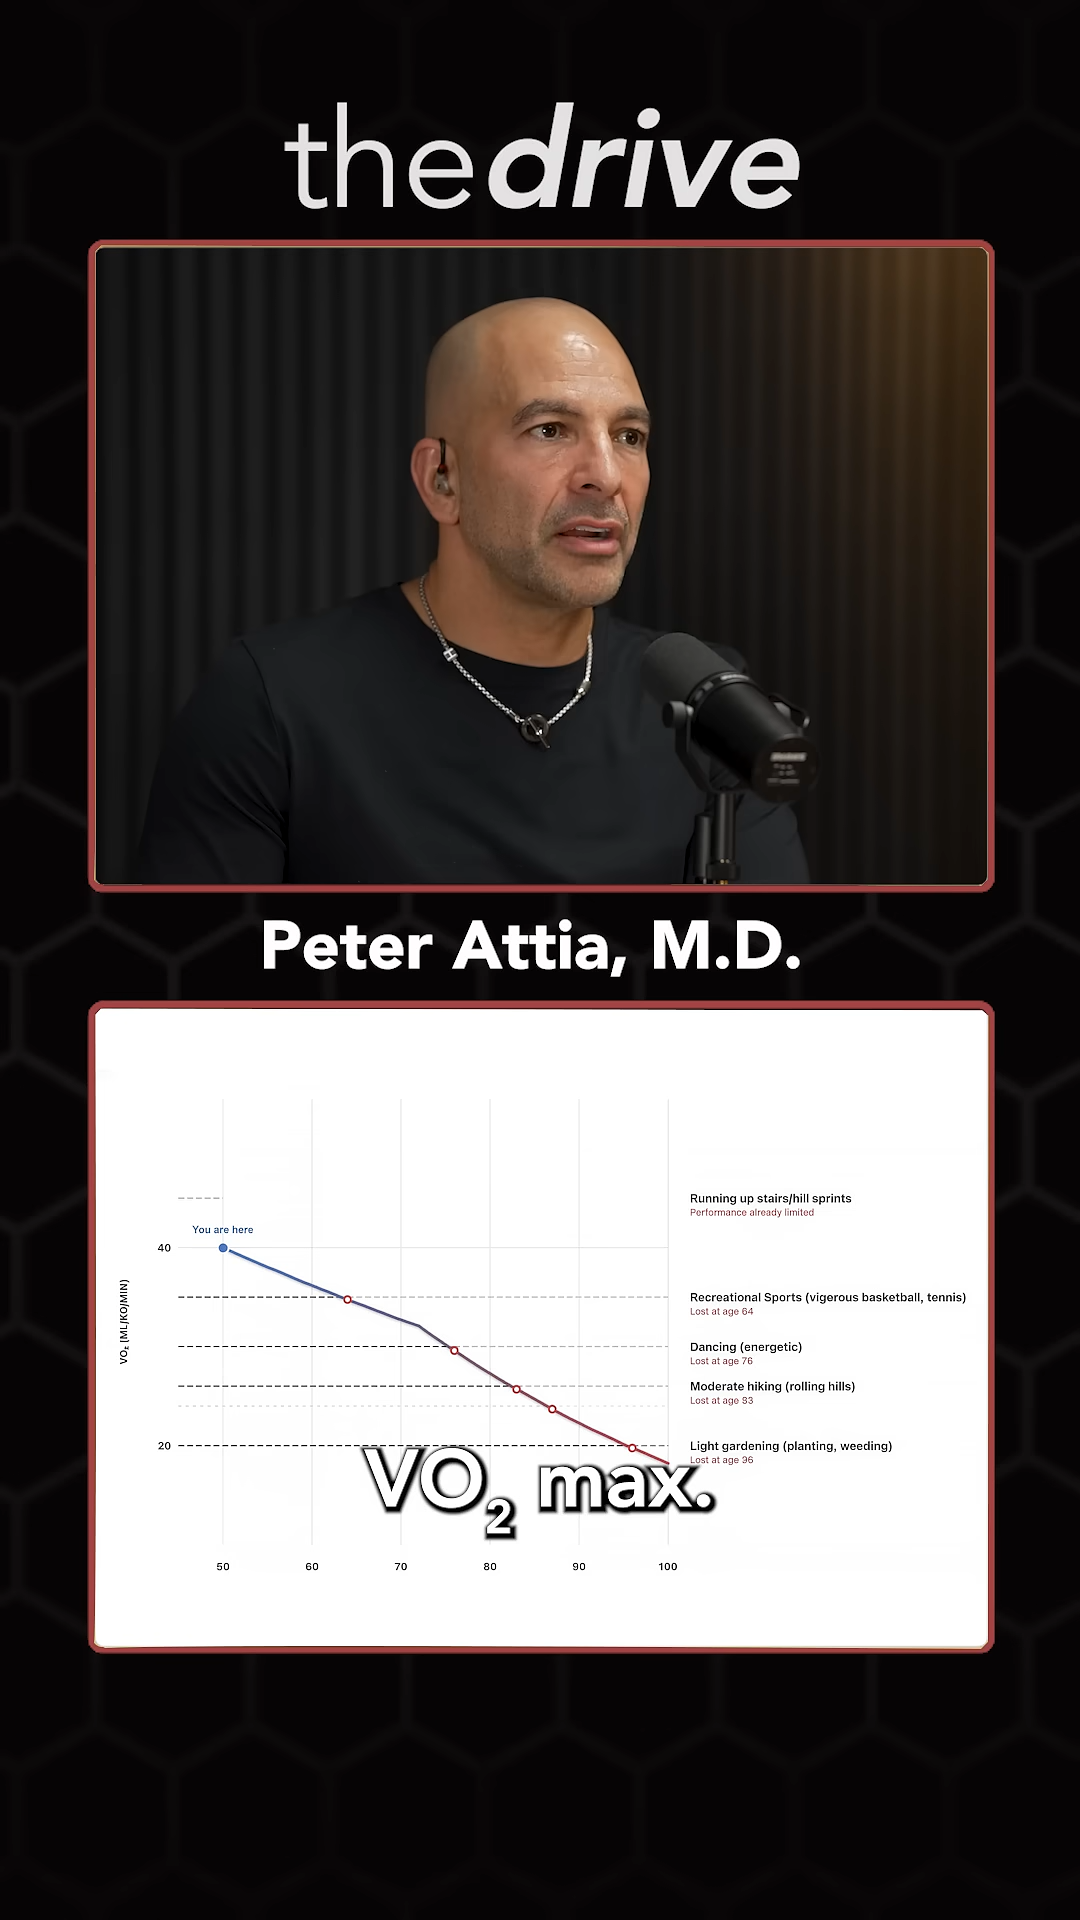 thedrive
Peter Attia, M.D.
Running up stairs/hill sprints
Performance already limited
You are here
40
Recreational Sports (vigerous basketball, tennis)
Lost at age 64
VO₂ (ML/KO/MIN)
Dancing (energetic)
Lost at age 76
Moderate hiking (rolling hills)
Lost at age 83
20
Light gardening (planting, weeding)
Lost at age 96
VO₂ max.
50 60 70 80 90 100